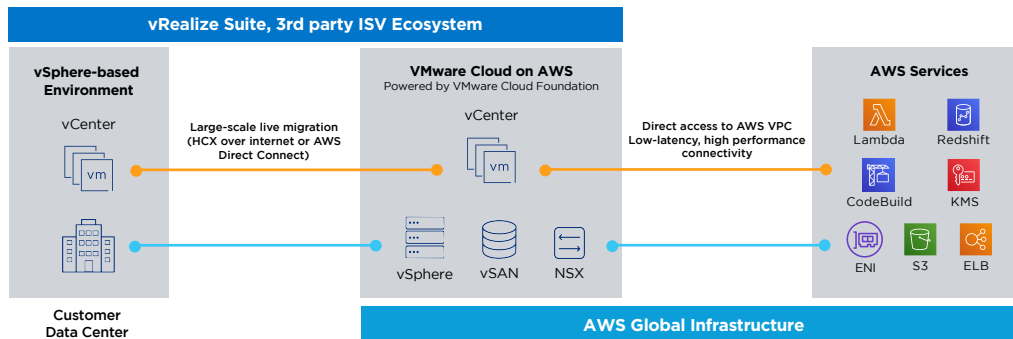 vRealize Suite, 3rd party ISV Ecosystem
vSphere-based
Environment
vCenter
vm
Customer
Data Center
Large-scale live migration
(HCX over internet or AWS
Direct Connect)
VMware Cloud on AWS
Powered by VMware Cloud Foundation
vCenter
vm
vSphere
vSAN
NSX
Direct access to AWS VPC
Low-latency, high performance
connectivity
AWS Services
Lambda
Redshift
CodeBuild
KMS
ENI
S3
ELB
AWS Global Infrastructure